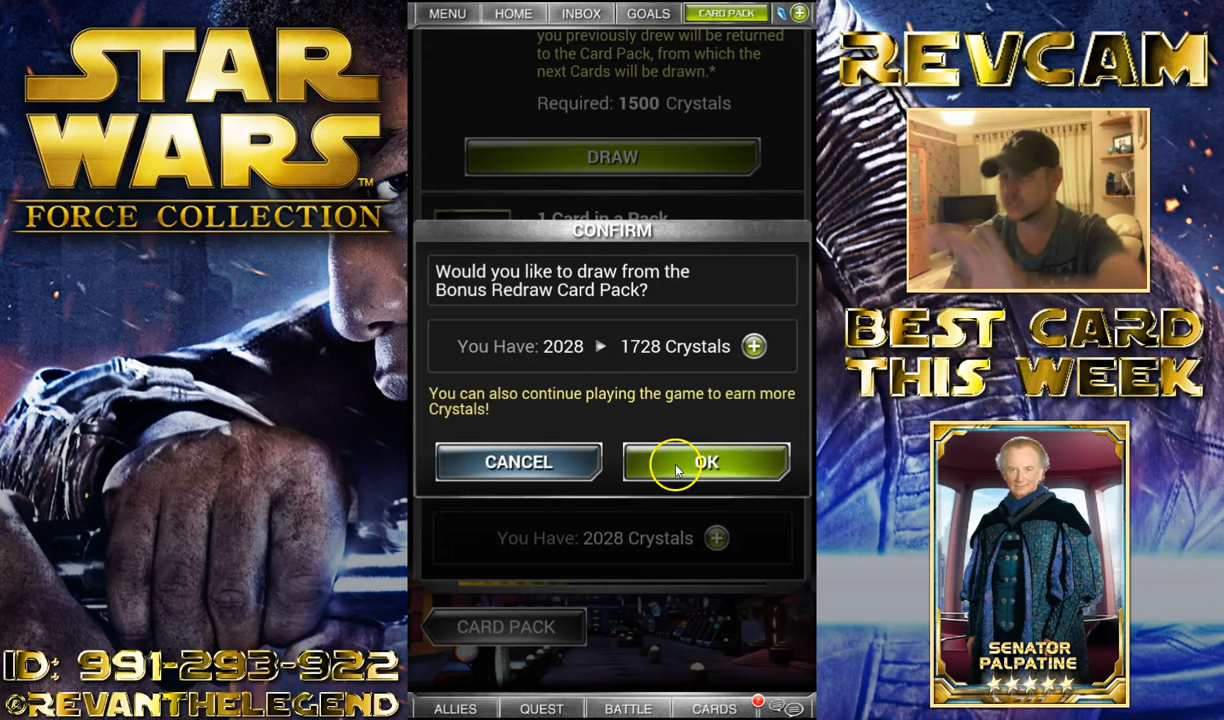 STAR
WARS
TM
FORCE COLLECTION
ID: 991-293-922
@REVANTHELEGEND
MENU
HOME
INBOX
GOALS
CARD PACK
you previously drew will be returned
to the Card Pack, from which the
next Cards will be drawn.*
Required: 1500 Crystals
DRAW
1 Card in a Pack
CONFIRM
Would you like to draw from the
Bonus Redraw Card Pack?
You Have: 2028 ▶ 1728 Crystals
You can also continue playing the game to earn more
Crystals!
CANCEL
OK
You Have: 2028 Crystals
CARD PACK
ALLIES
QUEST
BATTLE
CARDS
REVCAM
BEST CARD
THIS WEEK
SENATOR
PALPATINE